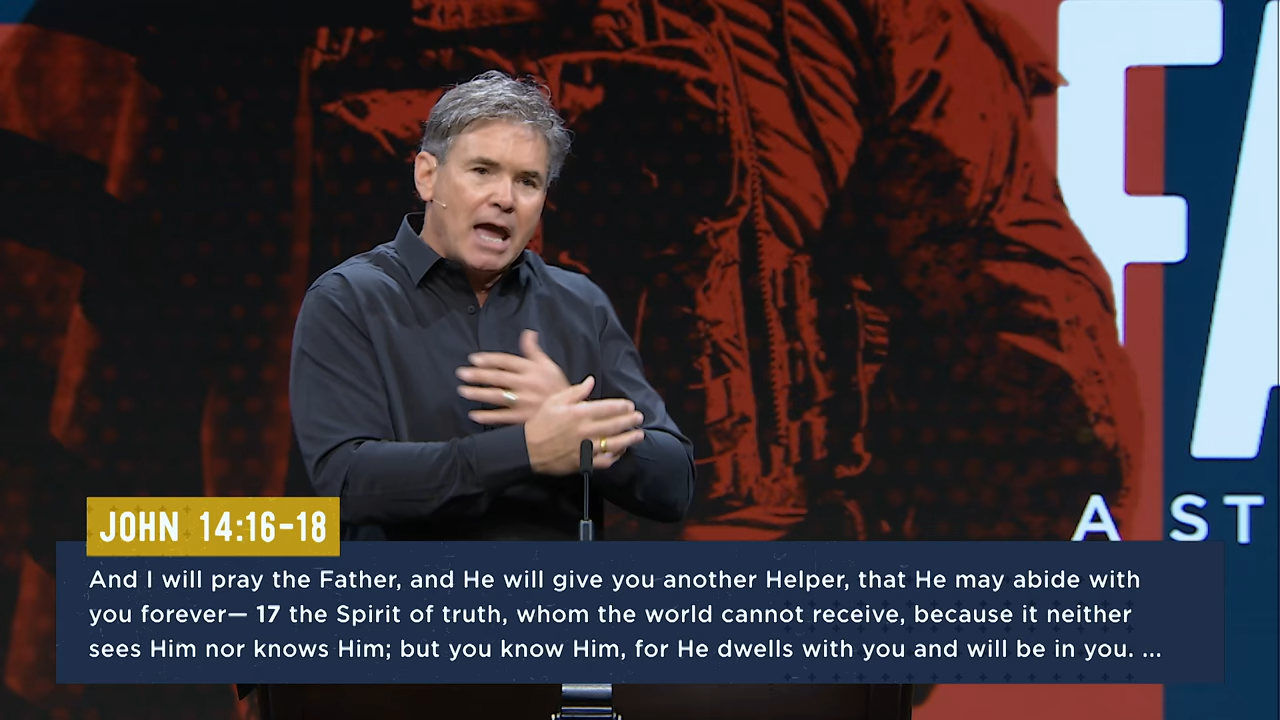 FA
A ST
JOHN 14:16-18
And I will pray the Father, and He will give you another Helper, that He may abide with
you forever— 17 the Spirit of truth, whom the world cannot receive, because it neither
sees Him nor knows Him; but you know Him, for He dwells with you and will be in you. ...